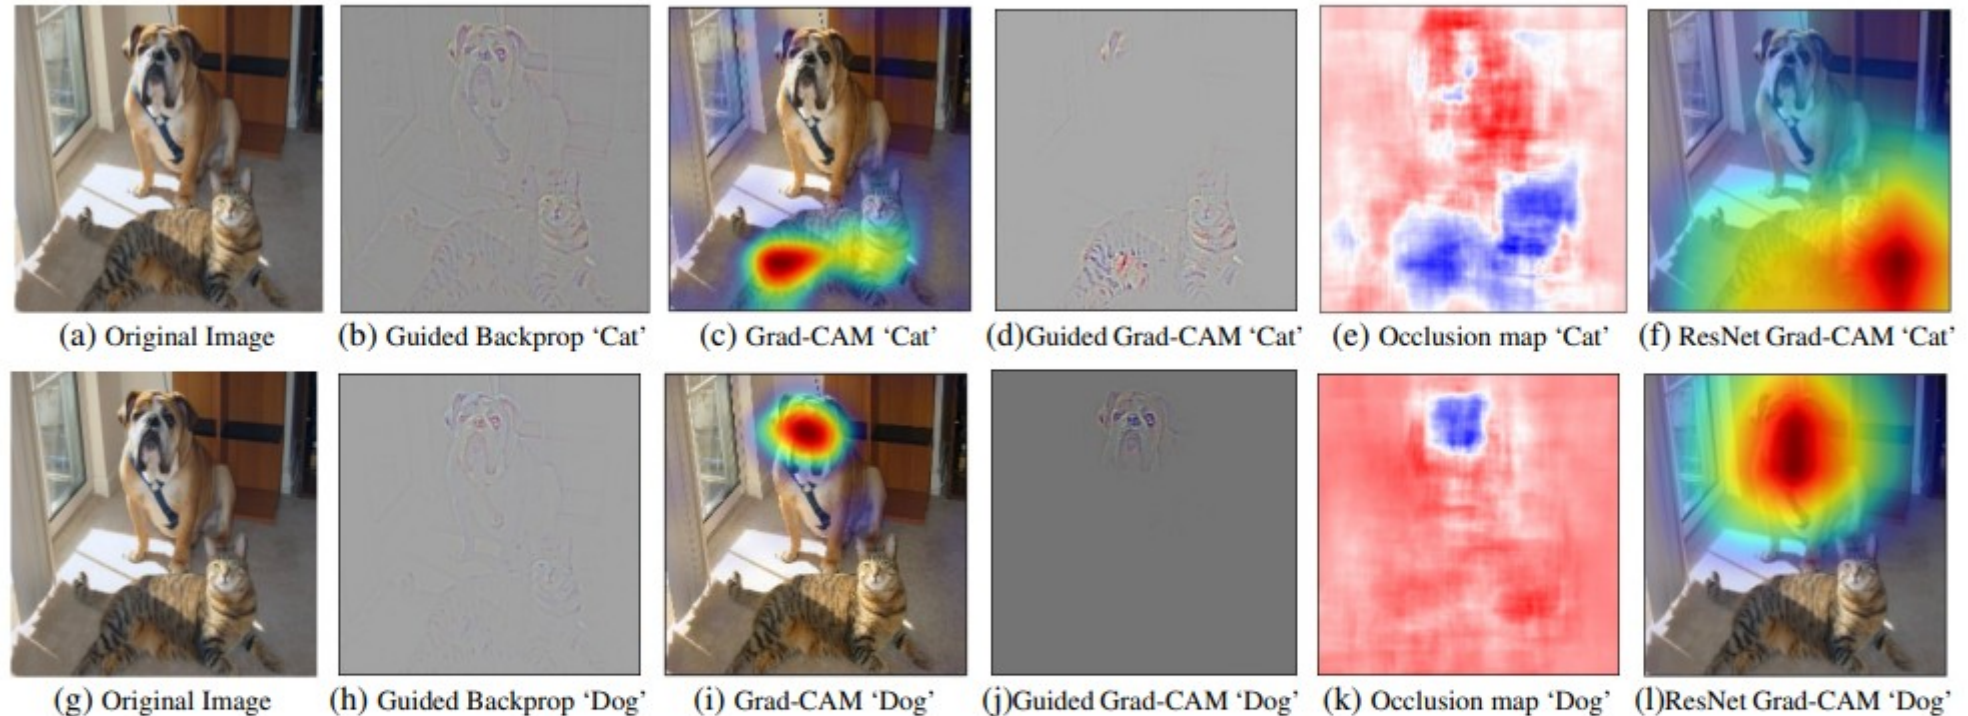 (a) Original Image
(b) Guided Backprop ‘Cat’
(c) Grad-CAM ‘Cat’
(d)Guided Grad-CAM ‘Cat’
(e) Occlusion map ‘Cat’
(f) ResNet Grad-CAM ‘Cat’
(g) Original Image
(h) Guided Backprop ‘Dog’
(i) Grad-CAM ‘Dog’
(j)Guided Grad-CAM ‘Dog’
(k) Occlusion map ‘Dog’
(l)ResNet Grad-CAM ‘Dog’